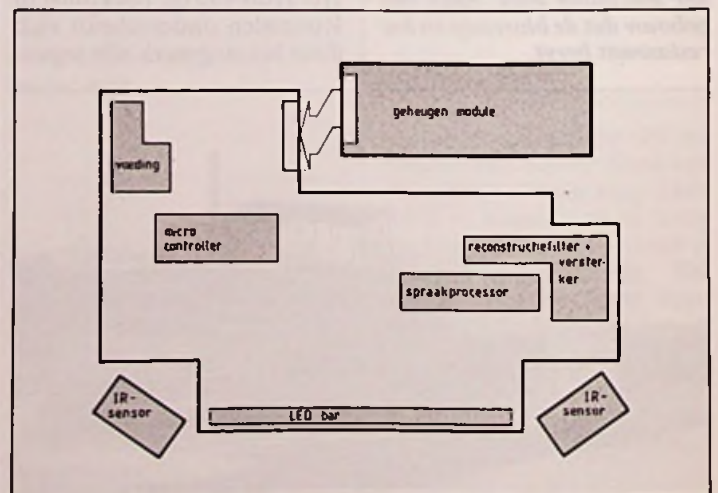 geheugen module
voeding
micro
controller
reconstructiefilter +
verster-
ker
spraakprocessor
IR-
sensor
LED bar
IR-
sensor